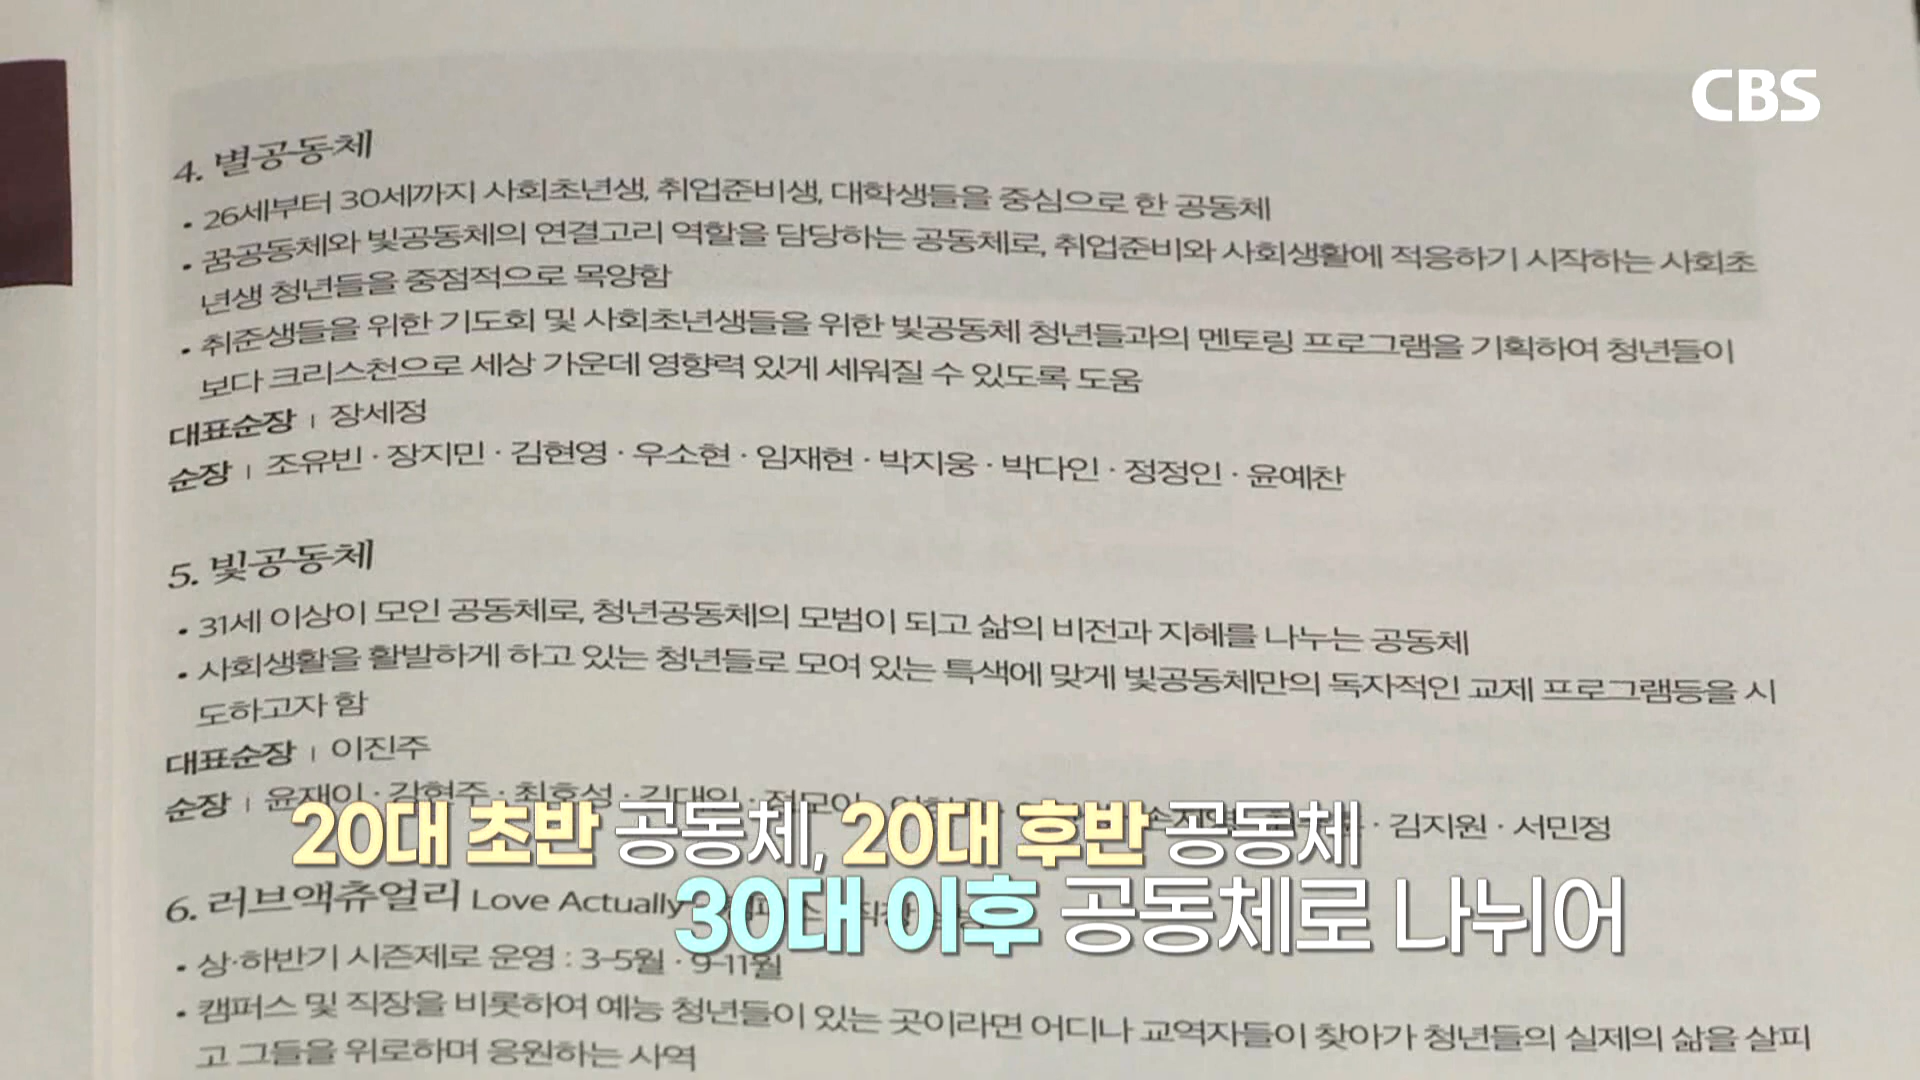 CBS
4. 별공동체
• 26세부터 30세까지 사회초년생, 취업준비생, 대학생들을 중심으로 한 공동체
• 꿈공동체와 빛공동체의 연결고리 역할을 담당하는 공동체로, 취업준비와 사회생활에 적응하기 시작하는 사회초
년생 청년들을 중점적으로 목양함
• 취준생들을 위한 기도회 및 사회초년생들을 위한 빛공동체 청년들과의 멘토링 프로그램을 기획하여 청년들이
보다 크리스천으로 세상 가운데 영향력 있게 세워질 수 있도록 도움
대표순장 | 장세정
순장 | 조유빈 · 장지민 · 김현영 · 우소현 · 임재현 · 박지웅 · 박다인 · 정정인 · 윤예찬
5. 빛공동체
• 31세 이상이 모인 공동체로, 청년공동체의 모범이 되고 삶의 비전과 지혜를 나누는 공동체
• 사회생활을 활발하게 하고 있는 청년들로 모여 있는 특색에 맞게 빛공동체만의 독자적인 교제 프로그램등을 시
도하고자 함
대표순장 | 이진주
순장 | 윤재이 · 강현주 · 최호성 · 김대인 · · 김지원 · 서민정
20대 초반 공동체, 20대 후반 공동체
30대 이후 공동체로 나뉘어
6. 러브액츄얼리 Love Actually
• 상·하반기 시즌제로 운영 : 3-5월 · 9-11월
• 캠퍼스 및 직장을 비롯하여 예능 청년들이 있는 곳이라면 어디나 교역자들이 찾아가 청년들의 실제의 삶을 살피
고 그들을 위로하며 응원하는 사역